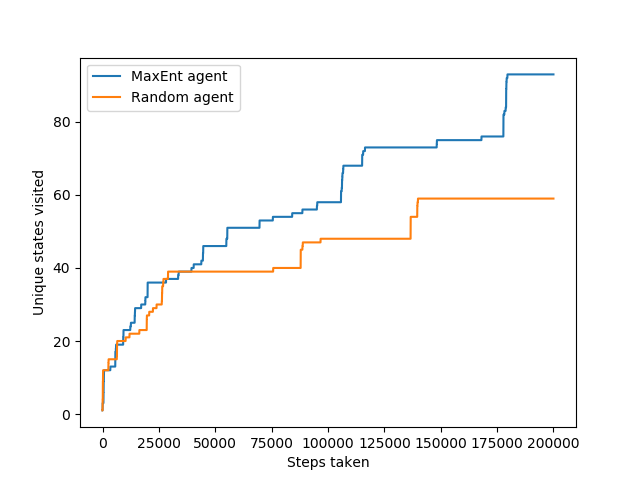 MaxEnt agent
Random agent
80
60
40
20
0
Unique states visited
0 25000 50000 75000 100000 125000 150000 175000 200000
Steps taken